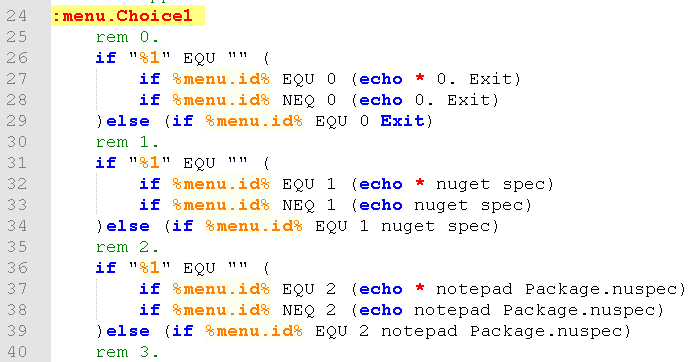 24 :menu.Choice1
25 rem 0.
26 if "%1" EQU "" (
27 if %menu.id% EQU 0 (echo * 0. Exit)
28 if %menu.id% NEQ 0 (echo 0. Exit)
29 )else (if %menu.id% EQU 0 Exit)
30 rem 1.
31 if "%1" EQU "" (
32 if %menu.id% EQU 1 (echo * nuget spec)
33 if %menu.id% NEQ 1 (echo nuget spec)
34 )else (if %menu.id% EQU 1 nuget spec)
35 rem 2.
36 if "%1" EQU "" (
37 if %menu.id% EQU 2 (echo * notepad Package.nuspec)
38 if %menu.id% NEQ 2 (echo notepad Package.nuspec)
39 )else (if %menu.id% EQU 2 notepad Package.nuspec)
40 rem 3.